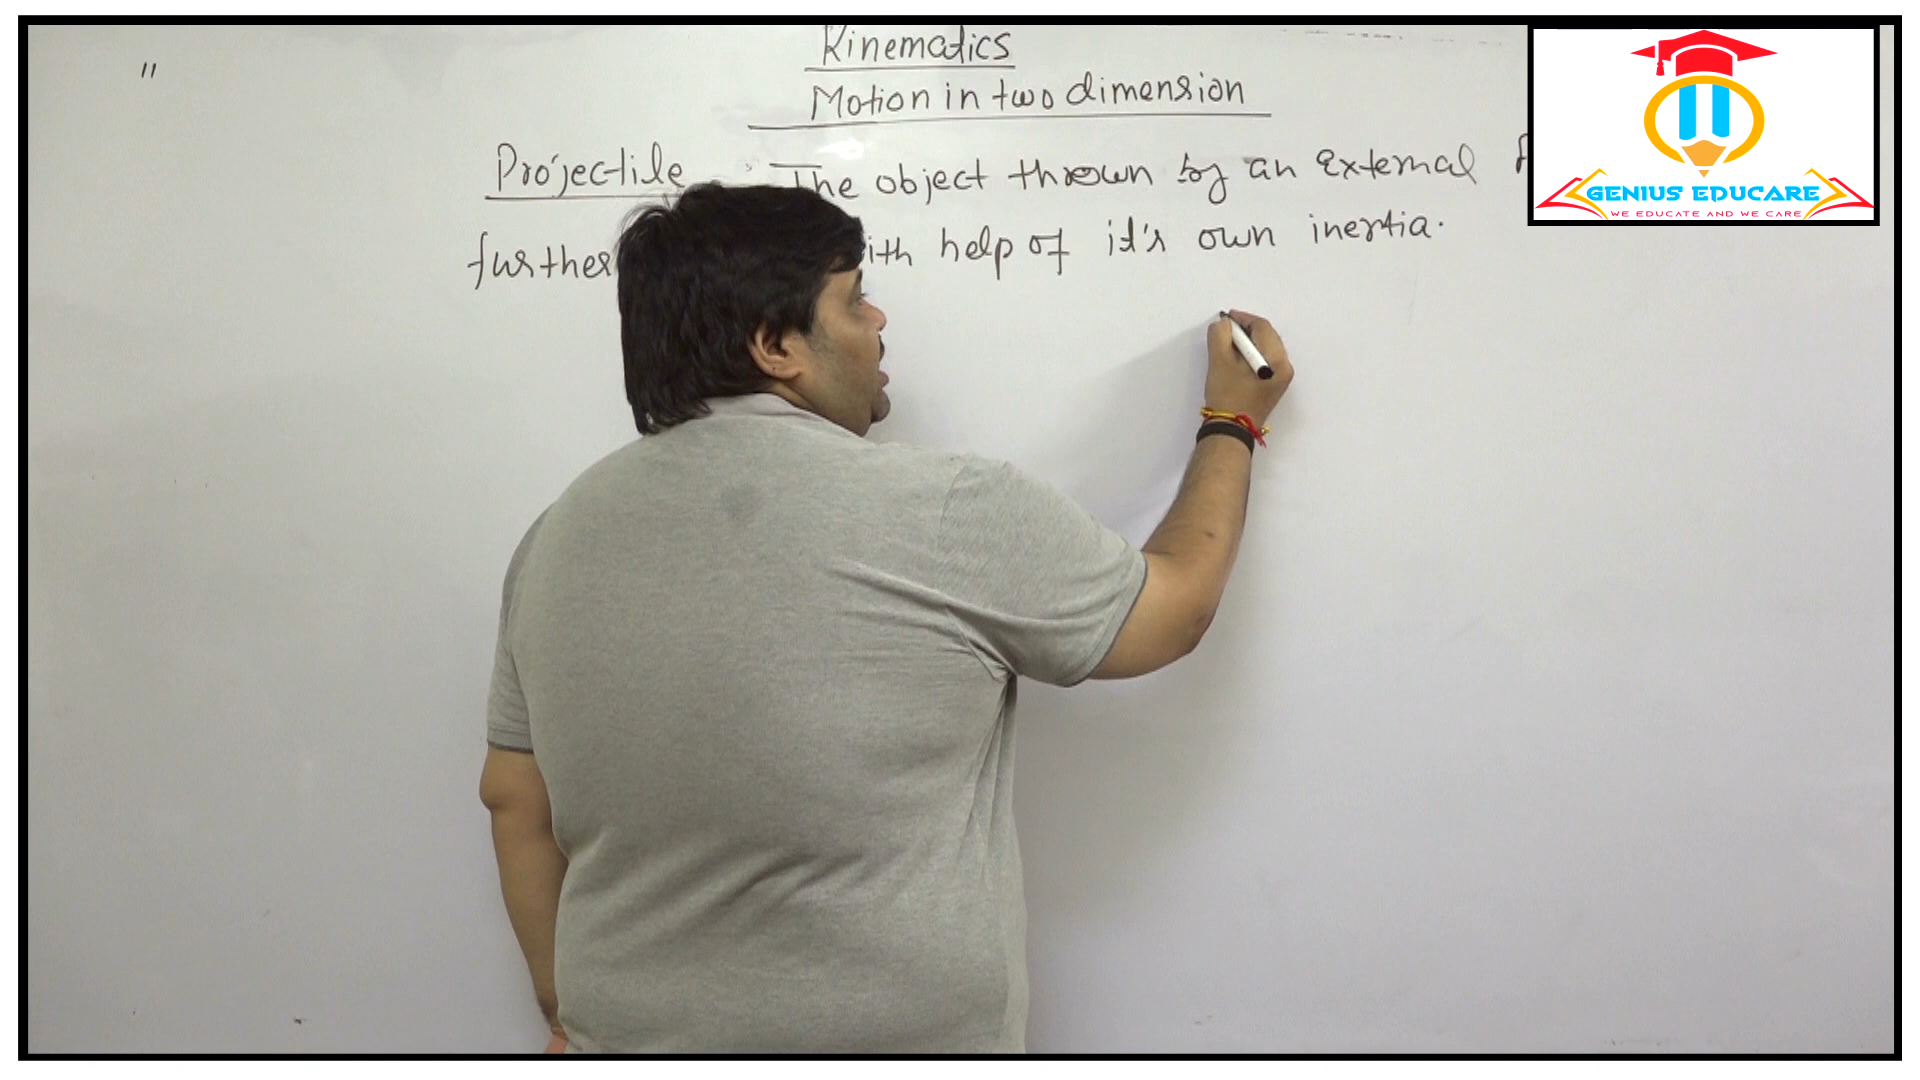 Kinematics
Motion in two dimension
"
Projectile : The object thrown by an External
further ith help of it's own inertia.
GENIUS EDUCARE
WE EDUCATE AND WE CARE